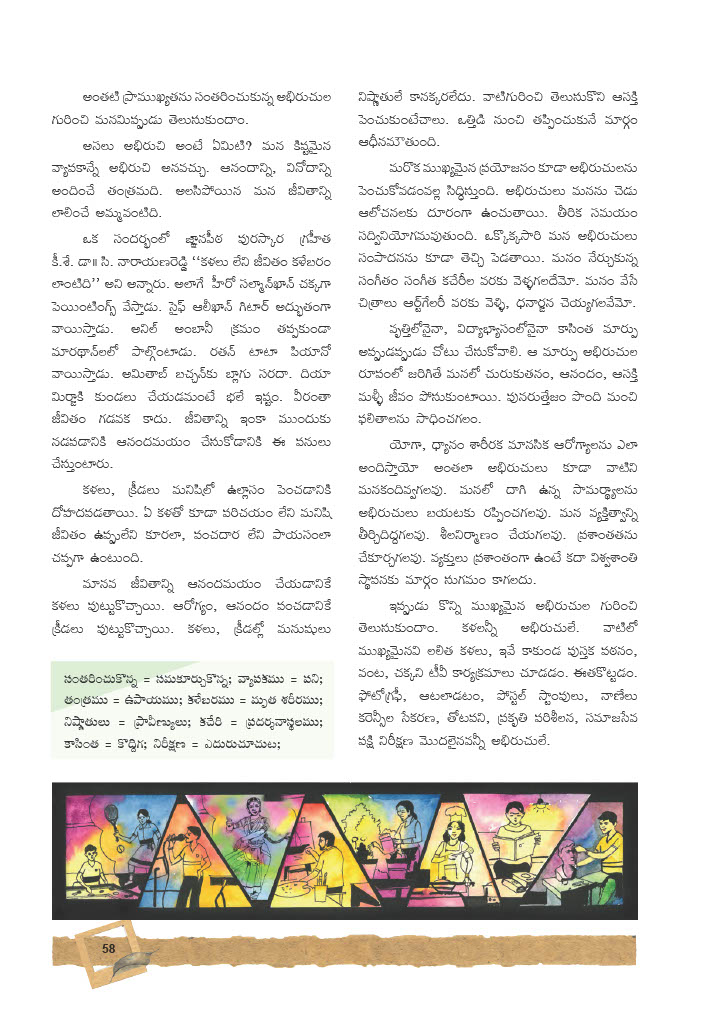 అంతటి ప్రాముఖ్యతను సంతరించుకున్న అభిరుచుల
గురించి మనమిప్పుడు తెలుసుకుందాం.
అసలు అభిరుచి అంటే ఏమిటి? మన కిష్టమైన
వ్యాపకాన్నే అభిరుచి అనవచ్చు. ఆనందాన్ని, వినోదాన్ని
అందించే తంత్రమది. అలసిపోయిన మన జీవితాన్ని
లాలించే అమ్మవంటిది.
ఒక సందర్భంలో జ్ఞానపీఠ పురస్కార గ్రహీత
కీ.శే. డా॥ సి. నారాయణరెడ్డి “కళలు లేని జీవితం కళేబరం
లాంటిది” అని అన్నారు. అలాగే హీరో సల్మాన్‌ఖాన్ చక్కగా
పెయింటింగ్స్ వేస్తాడు. సైఫ్ ఆలీఖాన్ గిటార్ అద్భుతంగా
వాయిస్తాడు. అనిల్ అంబానీ క్రమం తప్పకుండా
మారథాన్‌లలో పాల్గొంటాడు. రతన్ టాటా పియానో
వాయిస్తాడు. అమితాబ్ బచ్చన్‌కు బ్లాగు సరదా. దియా
మిర్జాకి కుండలు చేయడమంటే భలే ఇష్టం. వీరంతా
జీవితం గడవక కాదు. జీవితాన్ని ఇంకా ముందుకు
నడపడానికి ఆనందమయం చేసుకోడానికి ఈ పనులు
చేస్తుంటారు.
కళలు, క్రీడలు మనిషిలో ఉల్లాసం పెంచడానికి
దోహదపడతాయి. ఏ కళతో కూడా పరిచయం లేని మనిషి
జీవితం ఉప్పులేని కూరలా, పంచదార లేని పాయసంలా
చప్పగా ఉంటుంది.
మానవ జీవితాన్ని ఆనందమయం చేయడానికే
కళలు పుట్టుకొచ్చాయి. ఆరోగ్యం, ఆనందం పంచడానికే
క్రీడలు పుట్టుకొచ్చాయి. కళలు, క్రీడల్లో మనుషులు
సంతరించుకొన్న = సమకూర్చుకొన్న; వ్యాపకము = పని;
తంత్రము = ఉపాయము; కళేబరము = మృత శరీరము;
నిష్ణాతులు = ప్రావీణ్యులు; కచేరి = ప్రదర్శనాస్థలము;
కాసింత = కొద్దిగ; నిరీక్షణ = ఎదురుచూచుట;
నిష్ణాతులే కానక్కరలేదు. వాటిగురించి తెలుసుకొని ఆసక్తి
పెంచుకుంటేచాలు. ఒత్తిడి నుంచి తప్పించుకునే మార్గం
ఆధీనమౌతుంది.
మరొక ముఖ్యమైన ప్రయోజనం కూడా అభిరుచులను
పెంచుకోవడంవల్ల సిద్ధిస్తుంది. అభిరుచులు మనను చెడు
ఆలోచనలకు దూరంగా ఉంచుతాయి. తీరిక సమయం
సద్వినియోగమవుతుంది. ఒక్కొక్కసారి మన అభిరుచులు
సంపాదనను కూడా తెచ్చి పెడతాయి. మనం నేర్చుకున్న
సంగీతం సంగీత కచేరీల వరకు వెళ్ళగలదేమో. మనం వేసే
చిత్రాలు ఆర్ట్‌గేలరీ వరకు వెళ్ళి, ధనార్జన చెయ్యగలవేమో.
వృత్తిలోనైనా, విద్యాభ్యాసంలోనైనా కాసింత మార్పు
అప్పుడప్పుడు చోటు చేసుకోవాలి. ఆ మార్పు అభిరుచుల
రూపంలో జరిగితే మనలో చురుకుతనం, ఆనందం, ఆసక్తి
మళ్ళీ జీవం పోసుకుంటాయి. పునరుత్తేజం పొంది మంచి
ఫలితాలను సాధించగలం.
యోగా, ధ్యానం శారీరక మానసిక ఆరోగ్యాలను ఎలా
అందిస్తాయో అంతలా అభిరుచులు కూడా వాటిని
మనకందివ్వగలవు. మనలో దాగి ఉన్న సామర్థ్యాలను
అభిరుచులు బయటకు రప్పించగలవు. మన వ్యక్తిత్వాన్ని
తీర్చిదిద్దగలవు. శీలనిర్మాణం చేయగలవు. ప్రశాంతతను
చేకూర్చగలవు. వ్యక్తులు ప్రశాంతంగా ఉంటే కదా విశ్వశాంతి
స్థాపనకు మార్గం సుగమం కాగలదు.
ఇప్పుడు కొన్ని ముఖ్యమైన అభిరుచుల గురించి
తెలుసుకుందాం. కళలన్నీ అభిరుచులే. వాటిలో
ముఖ్యమైనవి లలిత కళలు, ఇవే కాకుండ పుస్తక పఠనం,
వంట, చక్కని టీవీ కార్యక్రమాలు చూడడం. ఈతకొట్టడం.
ఫోటోగ్రఫీ, ఆటలాడటం, పోస్టల్ స్టాంపులు, నాణేలు
కరెన్సీల సేకరణ, తోటపని, ప్రకృతి పరిశీలన, సమాజసేవ
పక్షి నిరీక్షణ మొదలైనవన్నీ అభిరుచులే.
58